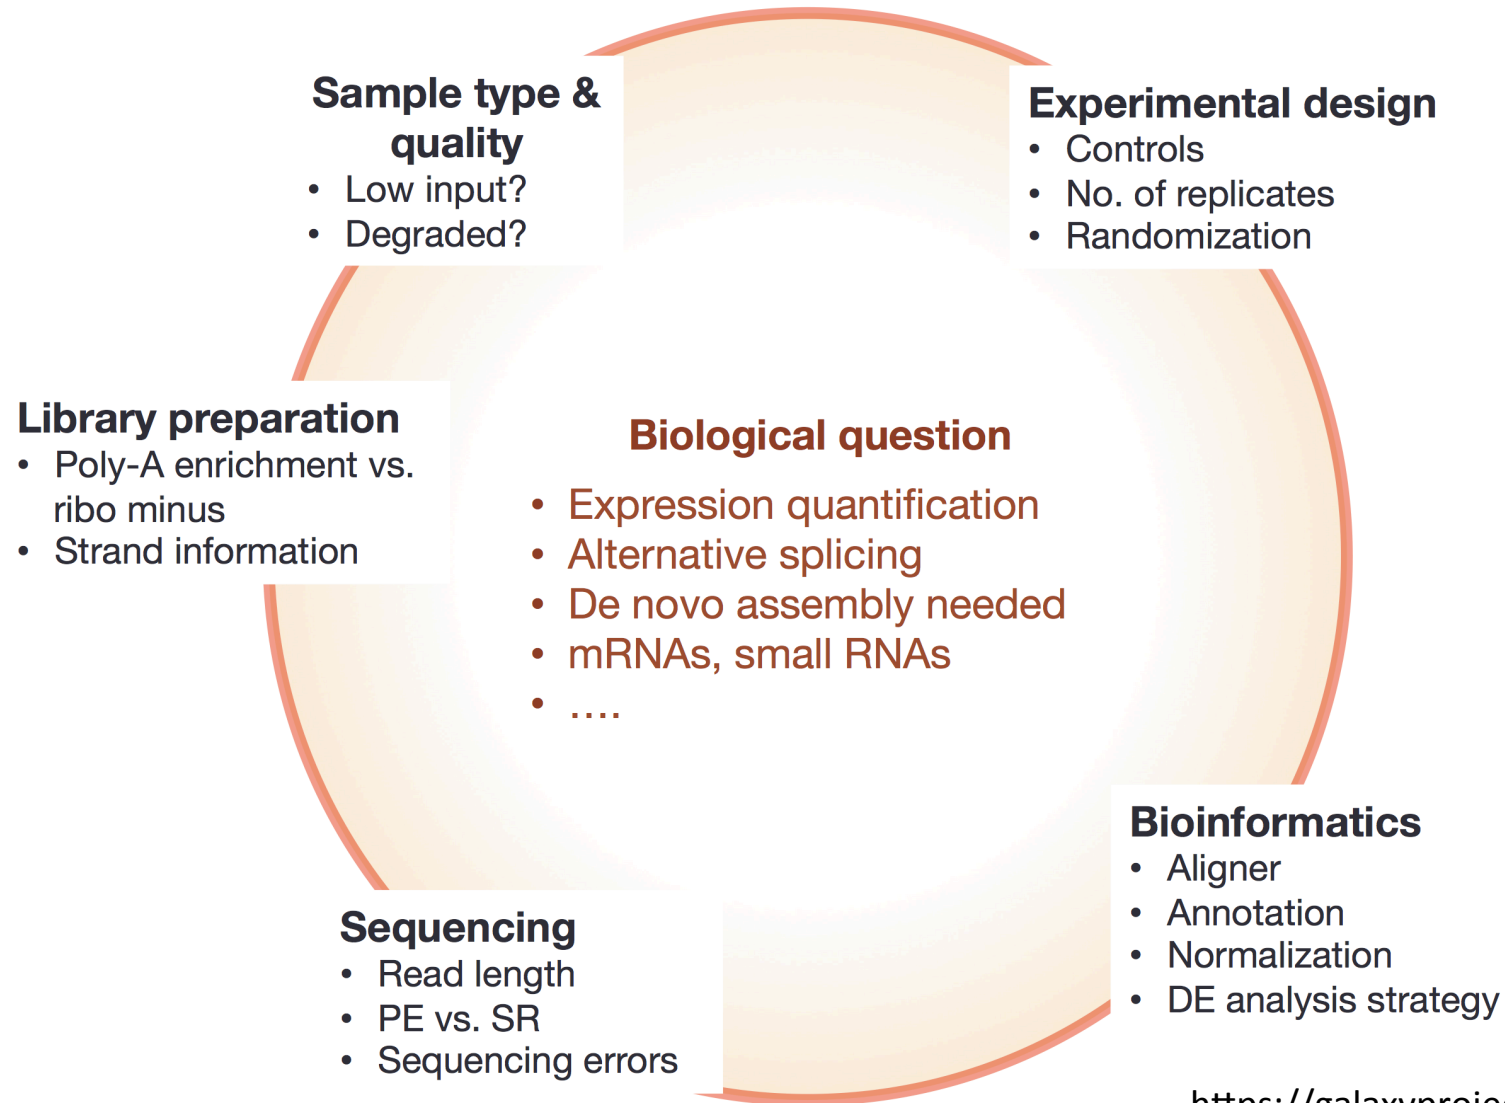 Sample type &
quality
• Low input?
• Degraded?
Experimental design
• Controls
• No. of replicates
• Randomization
Library preparation
• Poly-A enrichment vs.
ribo minus
• Strand information
Biological question
• Expression quantification
• Alternative splicing
• De novo assembly needed
• mRNAs, small RNAs
• ....
Bioinformatics
• Aligner
• Annotation
• Normalization
• DE analysis strategy
Sequencing
• Read length
• PE vs. SR
• Sequencing errors